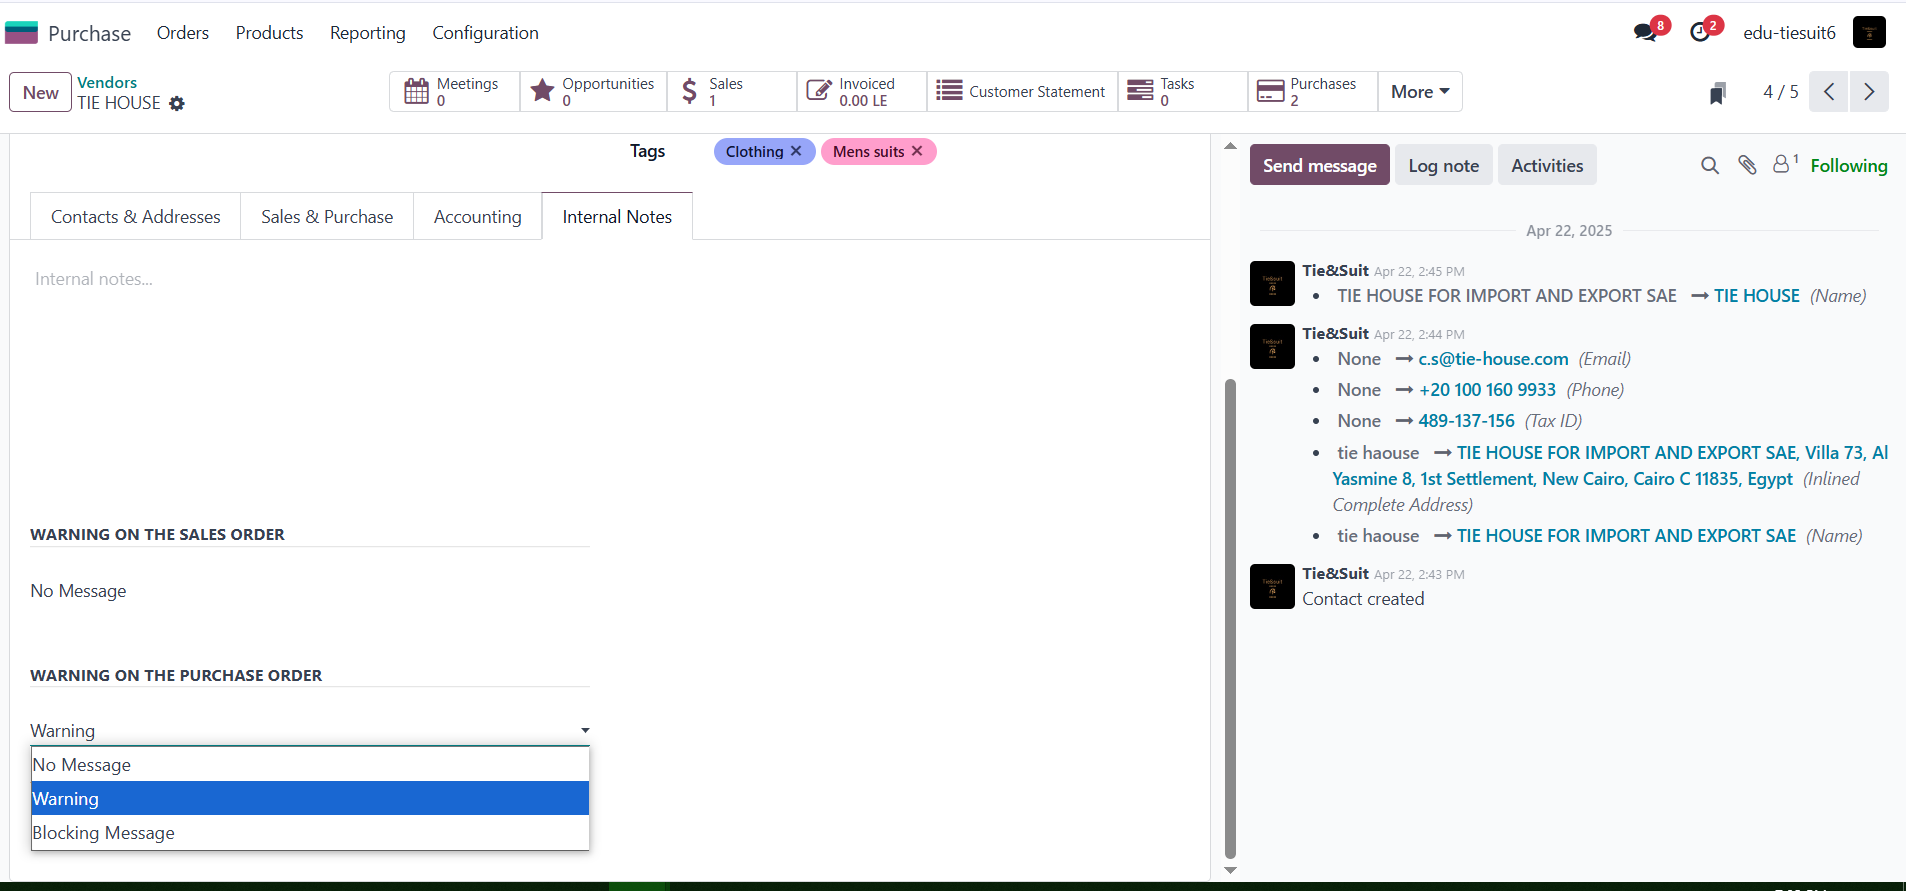 Purchase Orders Products Reporting Configuration 8 2 edu-tiesuit6
New Vendors
TIE HOUSE
Meetings 0
Opportunities 0
Sales 1
Invoiced 0.00 LE
Customer Statement
Tasks 0
Purchases 2
More
4 / 5
Tags Clothing Mens suits
Contacts & Addresses Sales & Purchase Accounting Internal Notes
Internal notes...
WARNING ON THE SALES ORDER
No Message
WARNING ON THE PURCHASE ORDER
Warning
No Message
Warning
Blocking Message
Send message Log note Activities 1 Following
Apr 22, 2025
Tie&Suit Apr 22, 2:45 PM
• TIE HOUSE FOR IMPORT AND EXPORT SAE → TIE HOUSE (Name)
Tie&Suit Apr 22, 2:44 PM
• None → c.s@tie-house.com (Email)
• None → +20 100 160 9933 (Phone)
• None → 489-137-156 (Tax ID)
• tie haouse → TIE HOUSE FOR IMPORT AND EXPORT SAE, Villa 73, Al
Yasmine 8, 1st Settlement, New Cairo, Cairo C 11835, Egypt (Inlined
Complete Address)
• tie haouse → TIE HOUSE FOR IMPORT AND EXPORT SAE (Name)
Tie&Suit Apr 22, 2:43 PM
Contact created